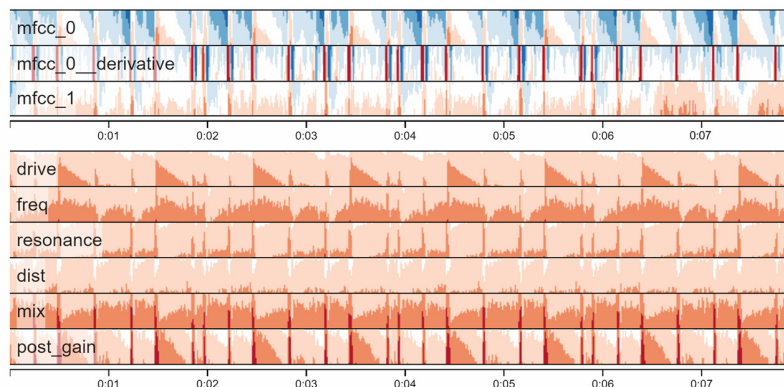 mfcc_0
mfcc_0__derivative
mfcc_1
0:01 0:02 0:03 0:04 0:05 0:06 0:07
drive
freq
resonance
dist
mix
post_gain
0:01 0:02 0:03 0:04 0:05 0:06 0:07